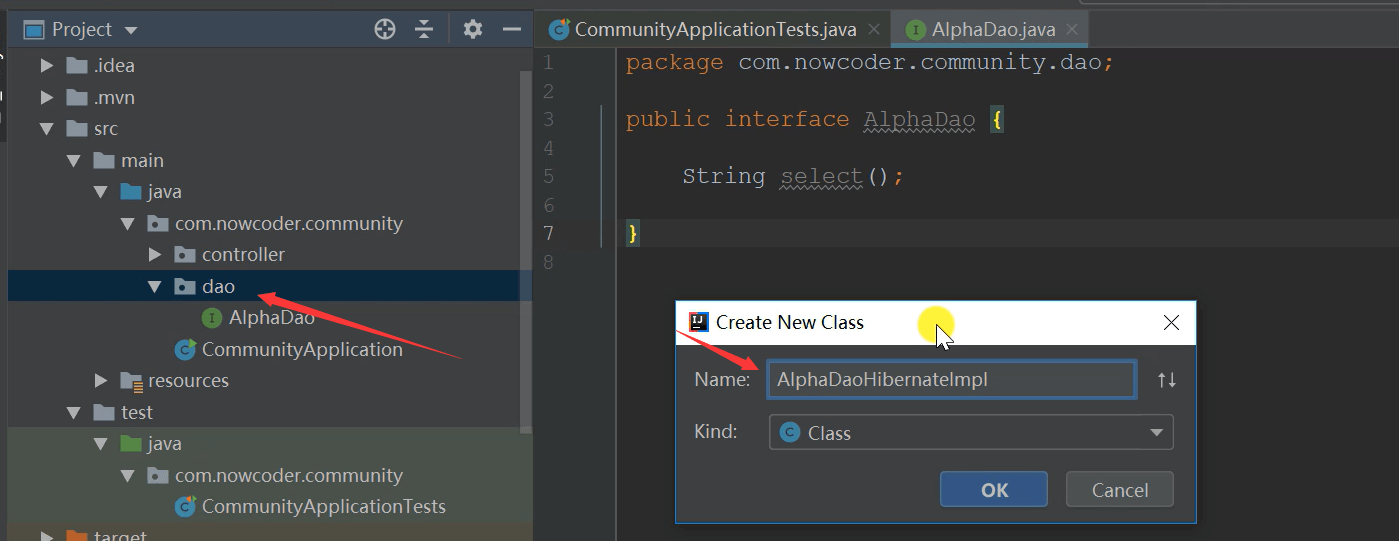 Project
.idea
.mvn
src
main
java
com.nowcoder.community
controller
dao
AlphaDao
CommunityApplication
resources
test
java
com.nowcoder.community
CommunityApplicationTests
target
CommunityApplicationTests.java
AlphaDao.java
1 package com.nowcoder.community.dao;
2
3 public interface AlphaDao {
4
5 String select();
6
7 }
8
Create New Class
Name: AlphaDaoHibernateImpl
Kind: Class
OK Cancel